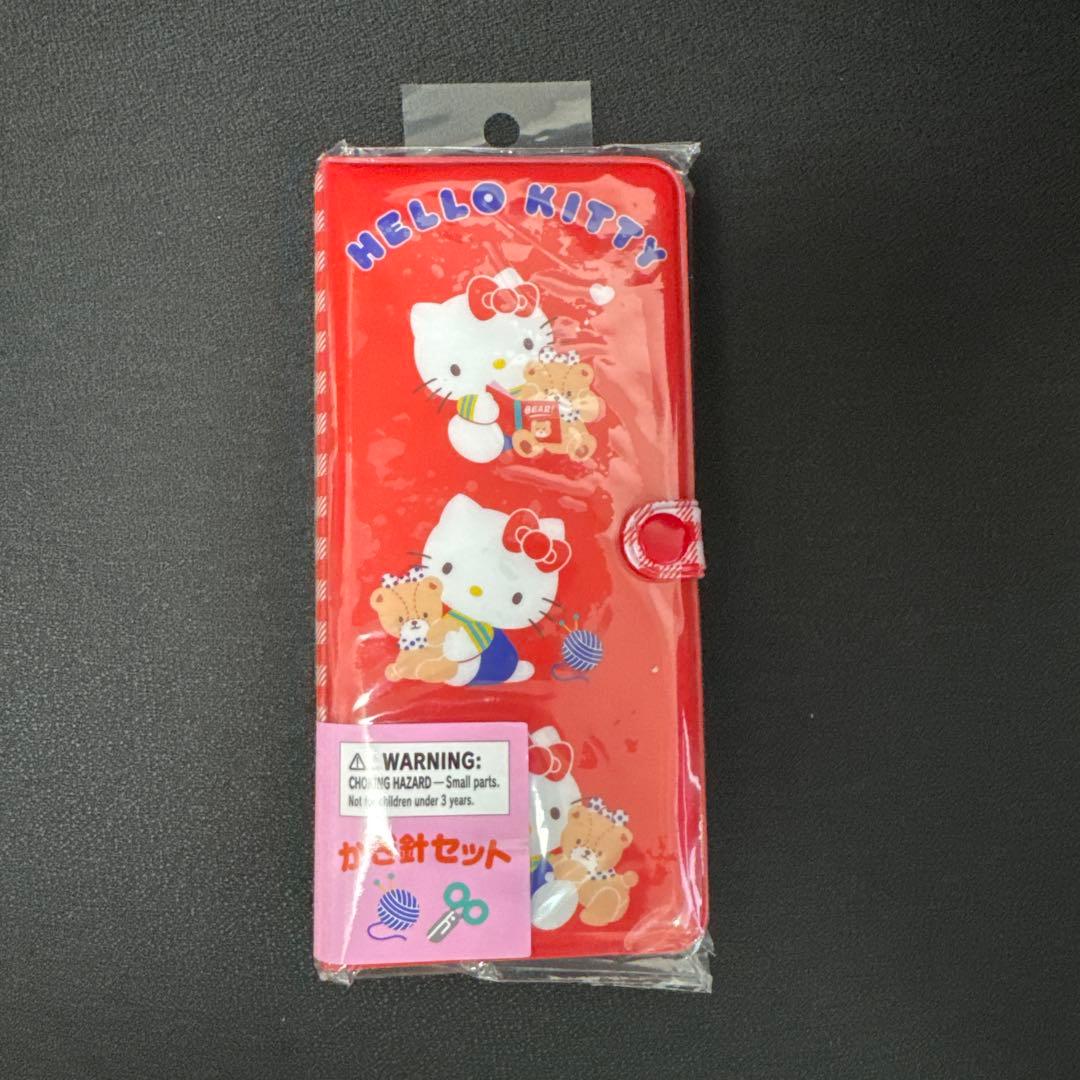 HELLO KITTY
BEAR!
WARNING:
CHOKING HAZARD — Small parts.
Not for children under 3 years.
かぎ針セット